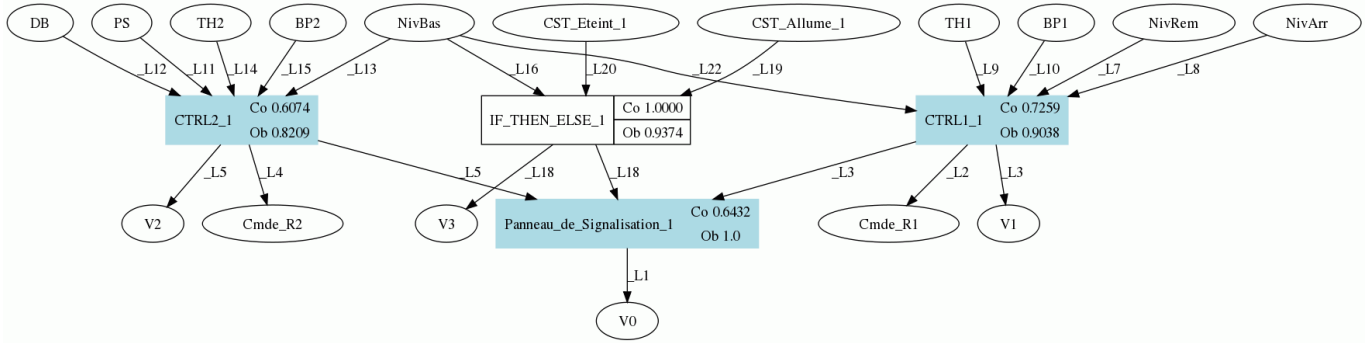 DB PS TH2 BP2 NivBas CST_Eteint_1 CST_Allume_1 TH1 BP1 NivRem NivArr
_L12 _L11 _L14 _L15 _L13 _L16 _L20 _L19 _L22 _L9 _L10 _L7 _L8
CTRL2_1 Co 0.6074 Ob 0.8209
IF_THEN_ELSE_1 Co 1.0000 Ob 0.9374
CTRL1_1 Co 0.7259 Ob 0.9038
_L5 _L4 _L5 _L18 _L18 _L3 _L2 _L3
V2 Cmde_R2 V3
Panneau_de_Signalisation_1 Co 0.6432 Ob 1.0
Cmde_R1 V1
_L1
V0